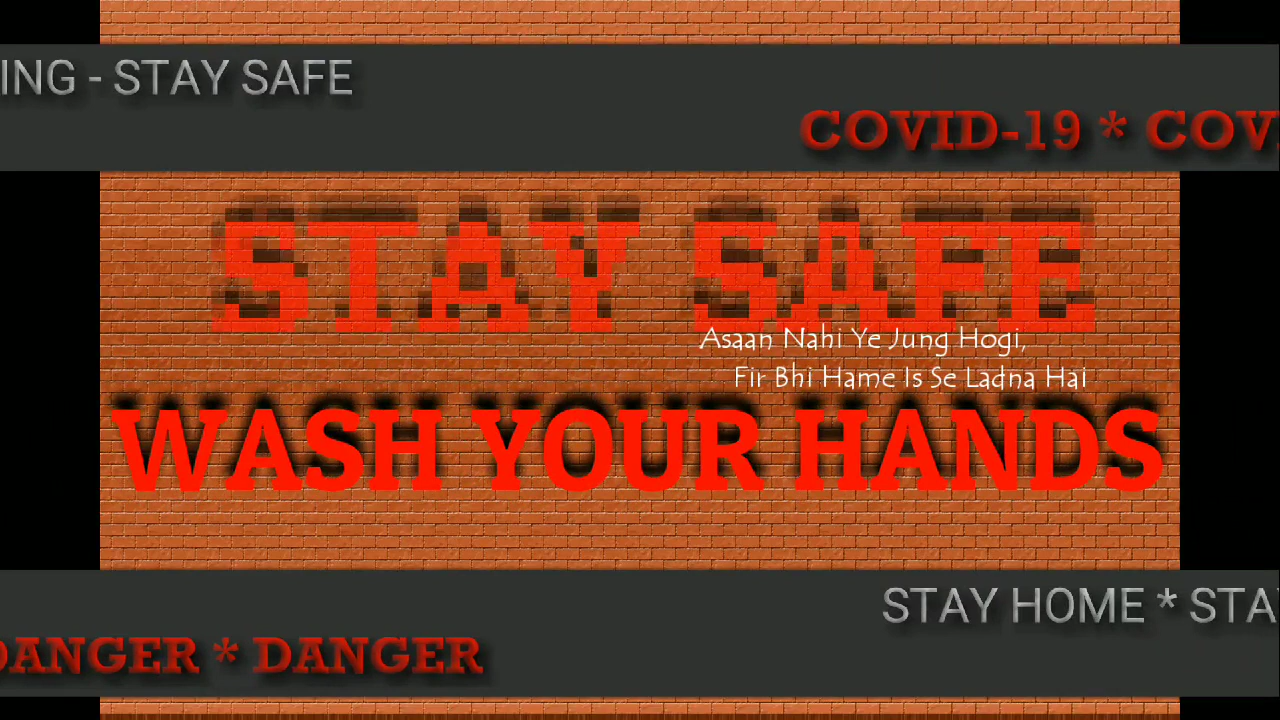 ING - STAY SAFE
COVID-19 * COV
STAY SAFE
Asaan Nahi Ye Jung Hogi,
Fir Bhi Hame Is Se Ladna Hai
WASH YOUR HANDS
STAY HOME * STAY
DANGER * DANGER